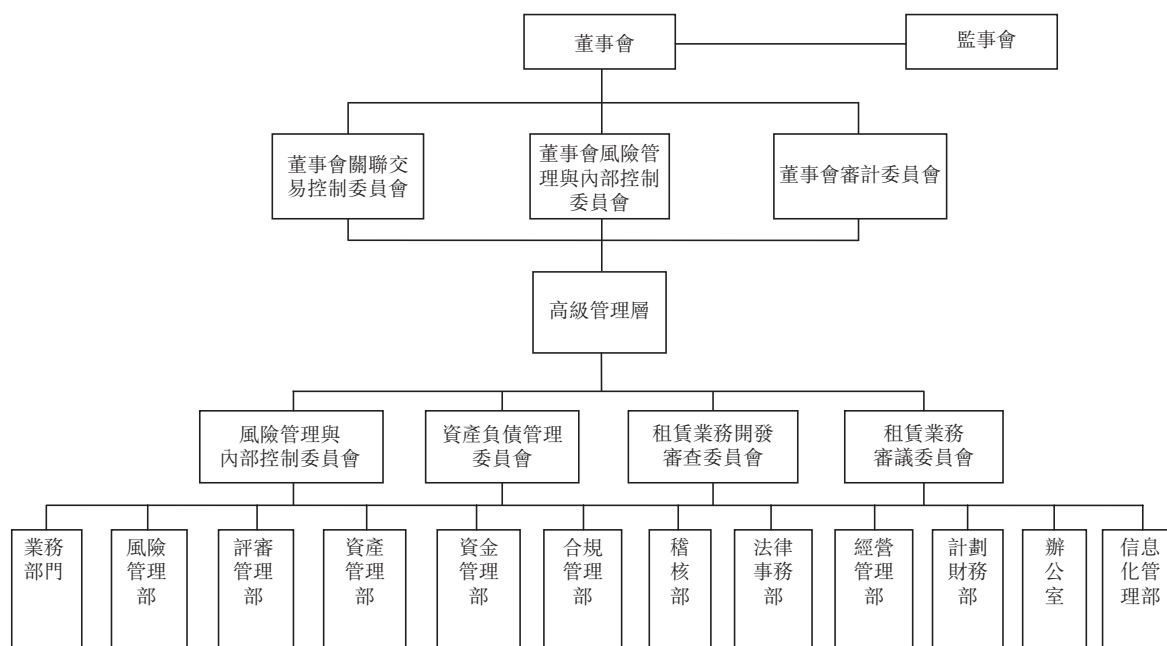 董事會
監事會
董事會關聯交
易控制委員會
董事會風險管
理與內部控制
委員會
董事會審計委員會
高級管理層
風險管理與
內部控制委員會
資產負債管理
委員會
租賃業務開發
審查委員會
租賃業務
審議委員會
業務
部門
風險
管理
部
評審
管理
部
資產
管理
部
資金
管理
部
合規
管理
部
稽
核
部
法律
事務
部
經營
管理
部
計劃
財務
部
辦
公
室
信息
化管
理部